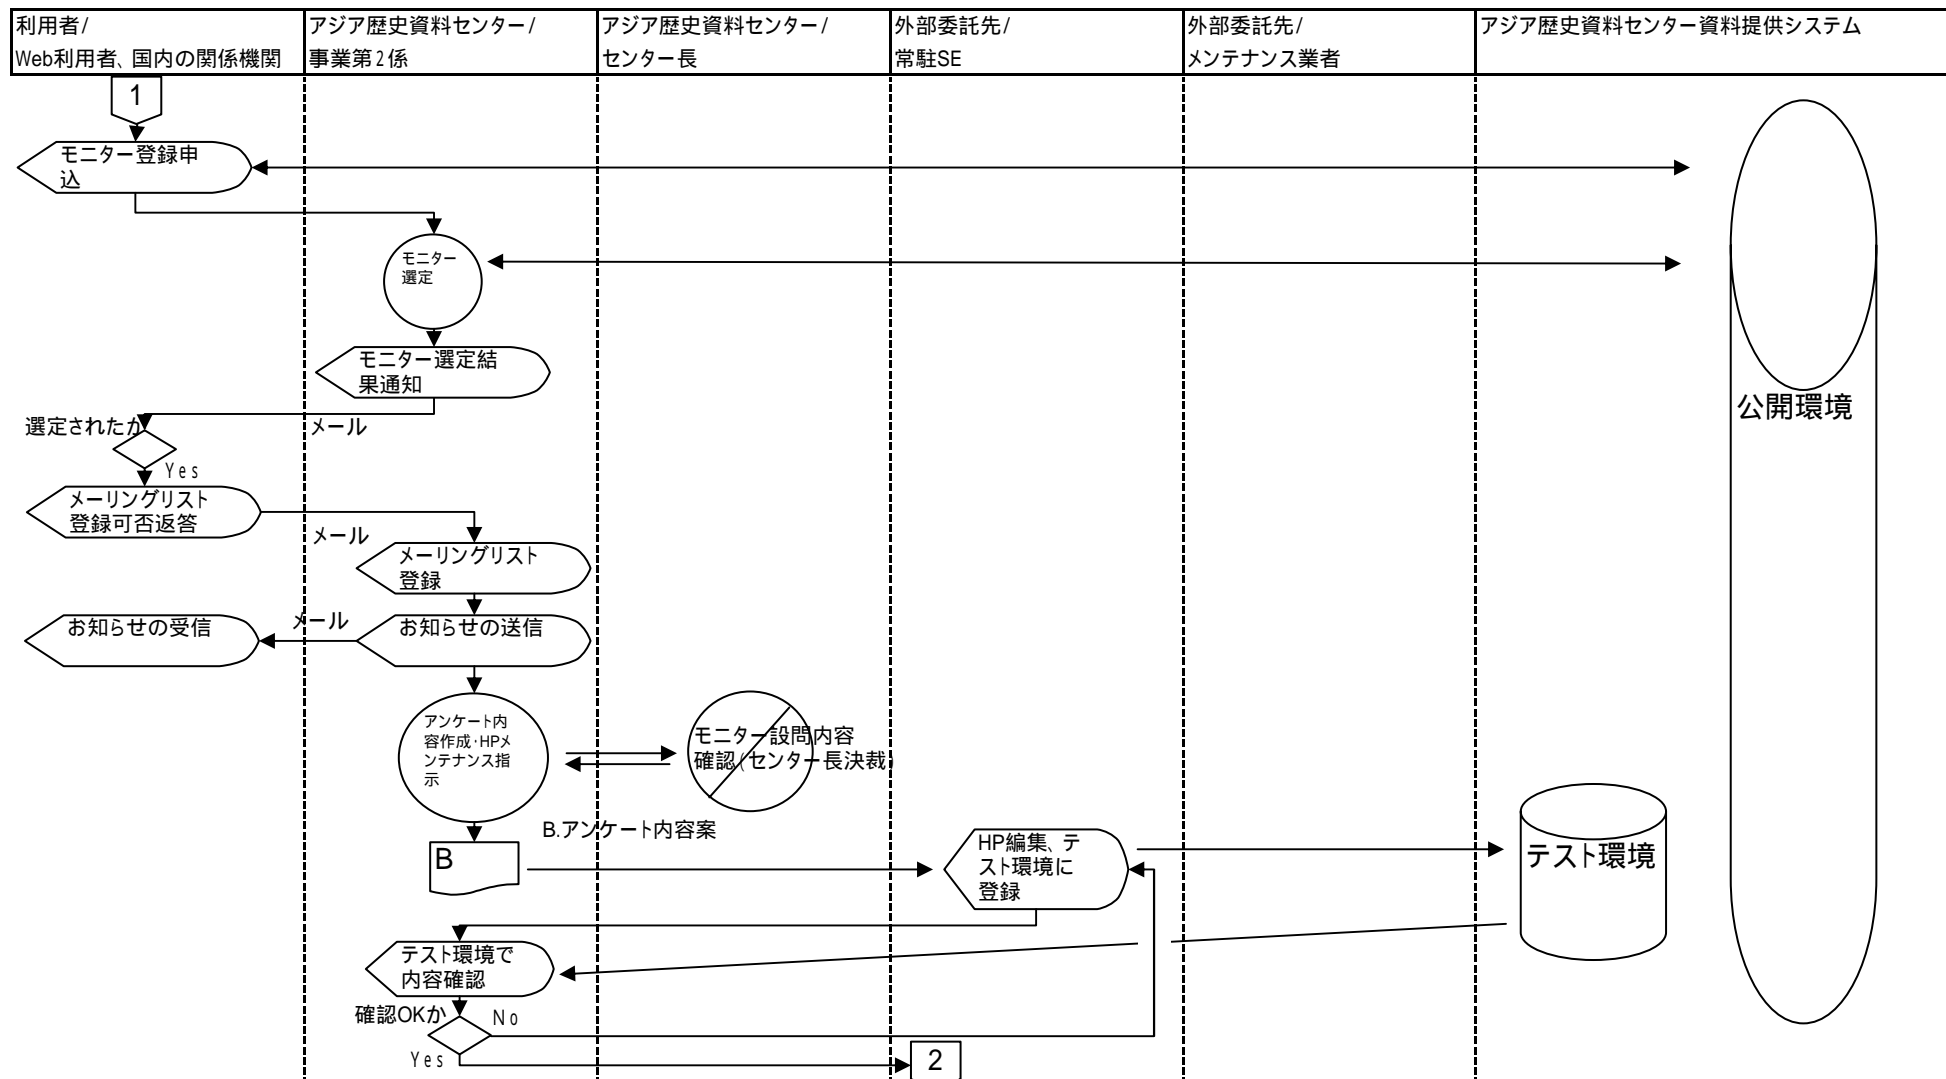 利用者/
Web利用者、国内の関係機関
アジア歴史資料センター/
事業第2係
アジア歴史資料センター/
センター長
外部委託先/
常駐SE
外部委託先/
メンテナンス業者
アジア歴史資料センター資料提供システム
1
モニター登録申
込
モニター
選定
モニター選定結
果通知
公開環境
選定されたか
メール
Yes
メーリングリスト
登録可否返答
メール
メーリングリスト
登録
お知らせの受信
メール
お知らせの送信
アンケート内
容作成・HPメ
ンテナンス指
示
モニター設問内容
確認(センター長決裁)
B.アンケート内容案
B
HP編集、テ
スト環境に
登録
テスト環境
テスト環境で
内容確認
確認OKか
No
Yes
2